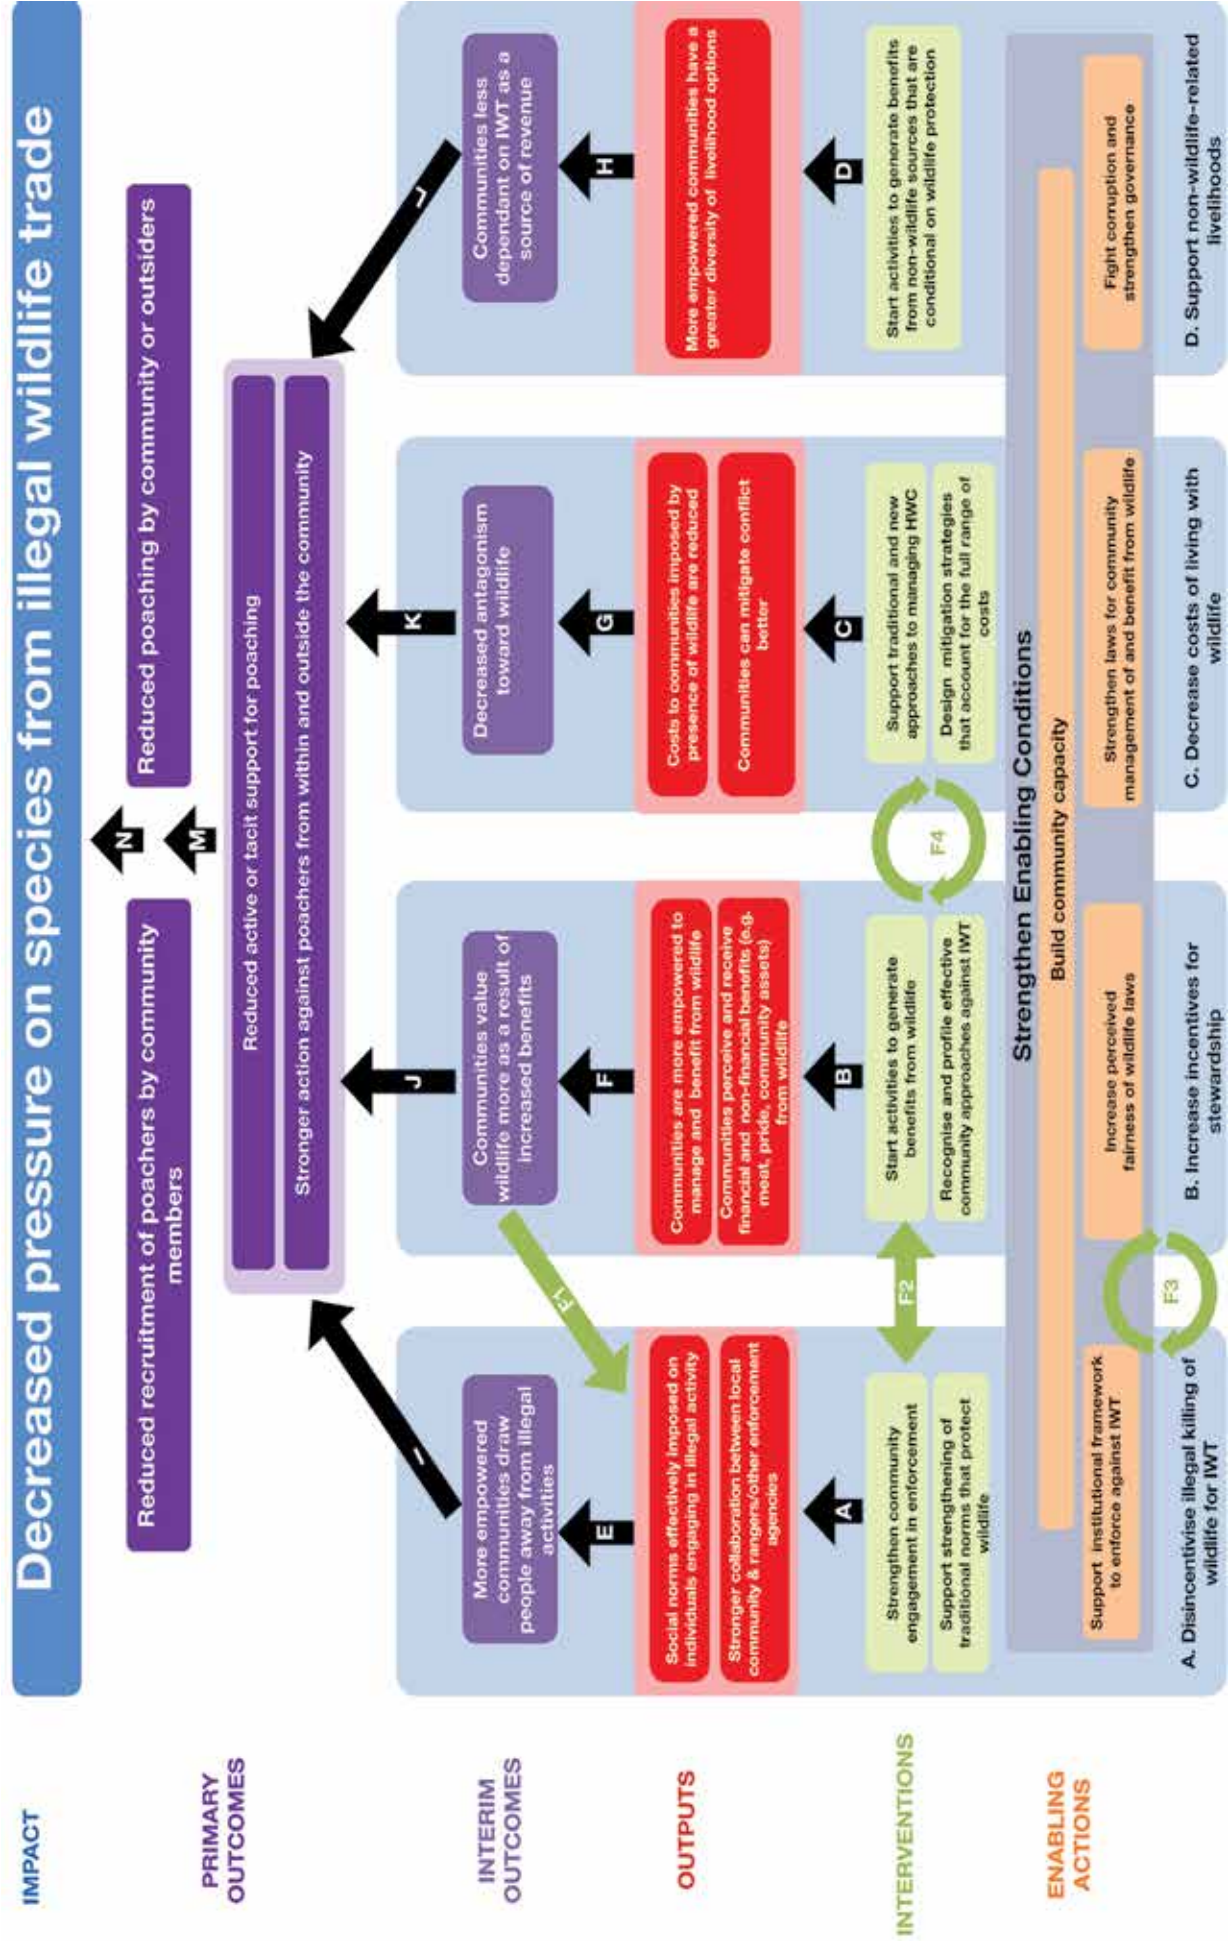 IMPACT
Decreased pressure on species from illegal wildlife trade
PRIMARY
OUTCOMES
Reduced recruitment of poachers by community
members
N
M
Reduced poaching by community or outsiders
Reduced active or tacit support for poaching
Stronger action against poachers from within and outside the community
I
J
K
L
INTERIM
OUTCOMES
More empowered
communities draw
people away from illegal
activities
Communities value
wildlife more as a result of
increased benefits
Decreased antagonism
toward wildlife
Communities less
dependant on IWT as a
source of revenue
E
F1
F
G
H
OUTPUTS
Social norms effectively imposed on
individuals engaging in illegal activity
Stronger collaboration between local
community & rangers/other enforcement
agencies
Communities are more empowered to
manage and benefit from wildlife
Communities perceive and receive
financial and non-financial benefits (e.g.
meat, pride, community assets)
from wildlife
Costs to communities imposed by
presence of wildlife are reduced
Communities can mitigate conflict
better
More empowered communities have a
greater diversity of livelihood options
A
B
C
D
INTERVENTIONS
Strengthen community
engagement in enforcement
Support strengthening of
traditional norms that protect
wildlife
F2
Start activities to generate
benefits from wildlife
Recognise and profile effective
community approaches against IWT
F4
Support traditional and new
approaches to managing HWC
Design mitigation strategies
that account for the full range of
costs
Start activities to generate benefits
from non-wildlife sources that are
conditional on wildlife protection
ENABLING
ACTIONS
Strengthen Enabling Conditions
Build community capacity
Support institutional framework
to enforce against IWT
F3
Increase perceived
fairness of wildlife laws
Strengthen laws for community
management of and benefit from wildlife
Fight corruption and
strengthen governance
A. Disincentivise illegal killing of
wildlife for IWT
B. Increase incentives for
stewardship
C. Decrease costs of living with
wildlife
D. Support non-wildlife-related
livelihoods